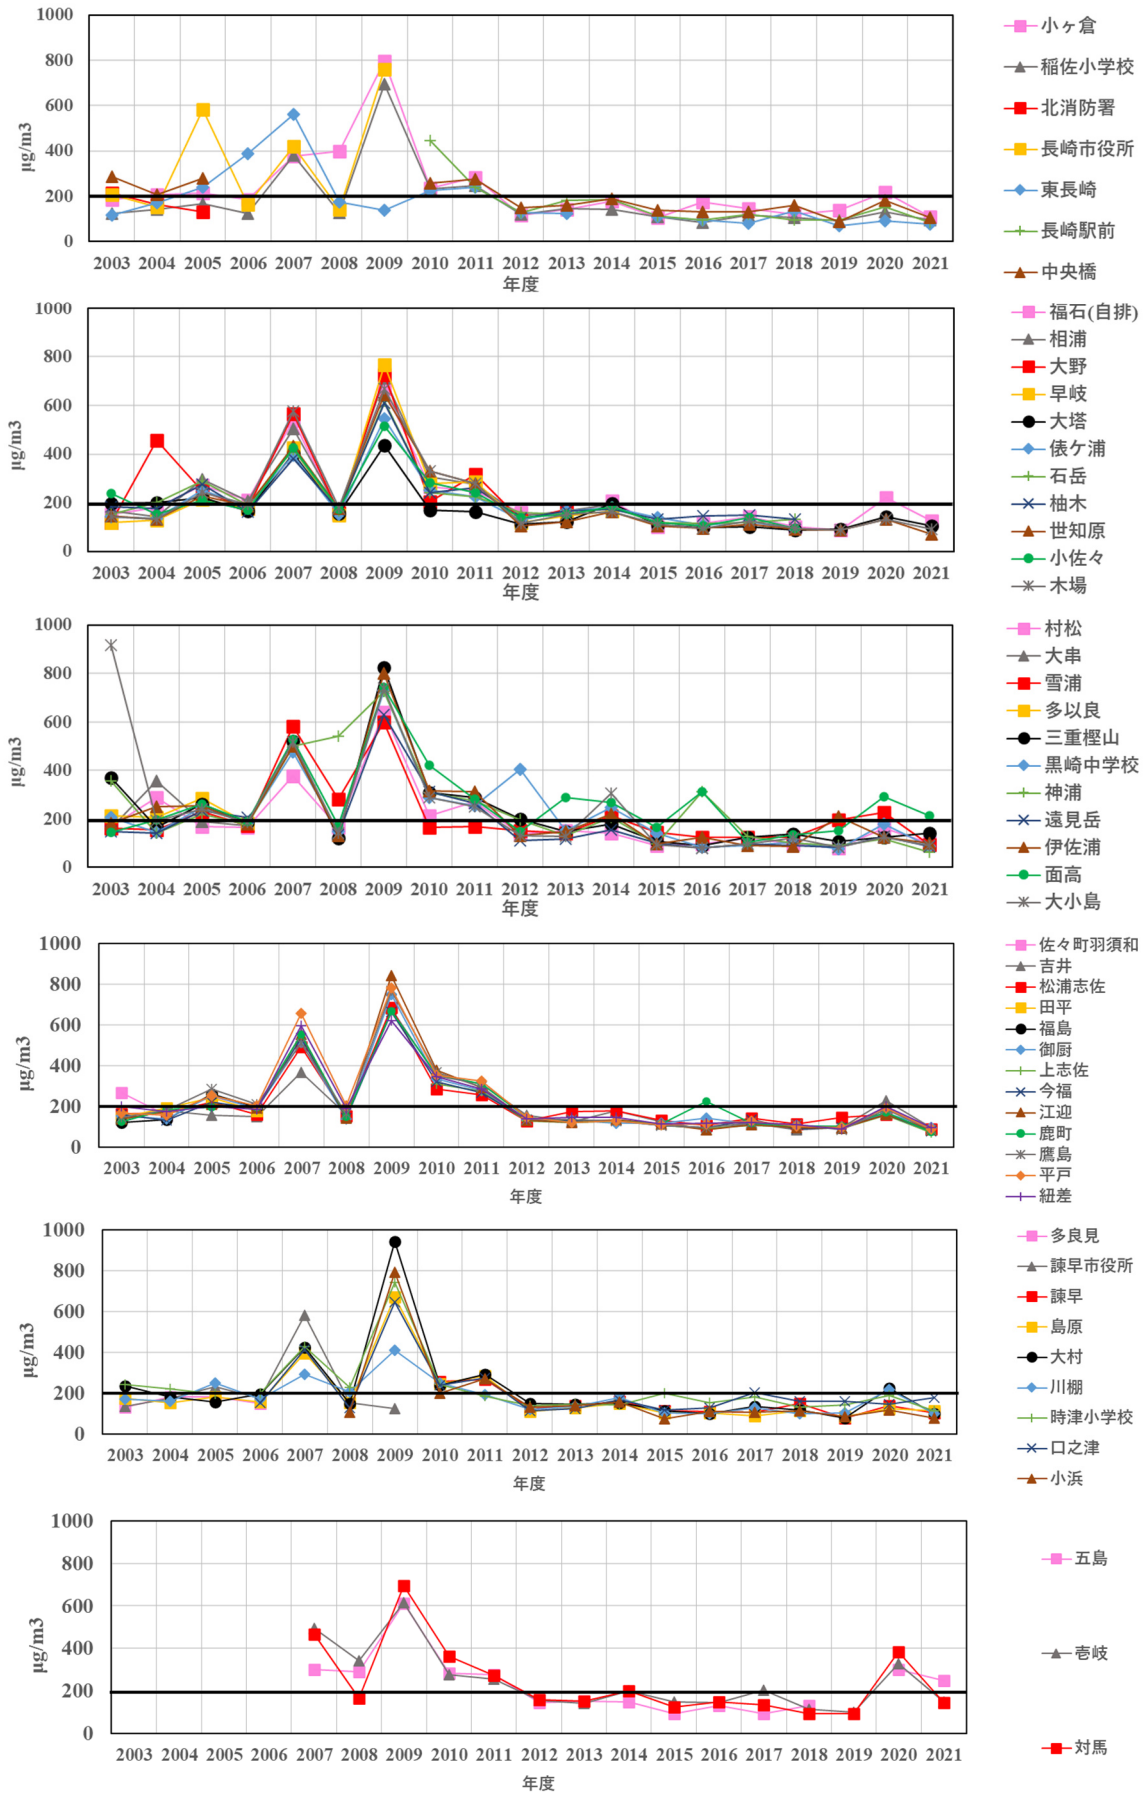 1000
800
600
400
200
0
μg/m3
2003 2004 2005 2006 2007 2008 2009 2010 2011 2012 2013 2014 2015 2016 2017 2018 2019 2020 2021
年度
小ヶ倉
稲佐小学校
北消防署
長崎市役所
東長崎
長崎駅前
中央橋
1000
800
600
400
200
0
μg/m3
2003 2004 2005 2006 2007 2008 2009 2010 2011 2012 2013 2014 2015 2016 2017 2018 2019 2020 2021
年度
福石(自排)
相浦
大野
早岐
大塔
俵ケ浦
石岳
柚木
世知原
小佐々
木場
1000
800
600
400
200
0
μg/m3
2003 2004 2005 2006 2007 2008 2009 2010 2011 2012 2013 2014 2015 2016 2017 2018 2019 2020 2021
年度
村松
大串
雪浦
多以良
三重樫山
黒崎中学校
神浦
遠見岳
伊佐浦
面高
大小島
1000
800
600
400
200
0
μg/m3
2003 2004 2005 2006 2007 2008 2009 2010 2011 2012 2013 2014 2015 2016 2017 2018 2019 2020 2021
年度
佐々町羽須和
吉井
松浦志佐
田平
福島
御厨
上志佐
今福
江迎
鹿町
鷹島
平戸
紐差
1000
800
600
400
200
0
μg/m3
2003 2004 2005 2006 2007 2008 2009 2010 2011 2012 2013 2014 2015 2016 2017 2018 2019 2020 2021
年度
多良見
諫早市役所
諫早
島原
大村
川棚
時津小学校
口之津
小浜
1000
800
600
400
200
0
μg/m3
2003 2004 2005 2006 2007 2008 2009 2010 2011 2012 2013 2014 2015 2016 2017 2018 2019 2020 2021
年度
五島
壱岐
対馬